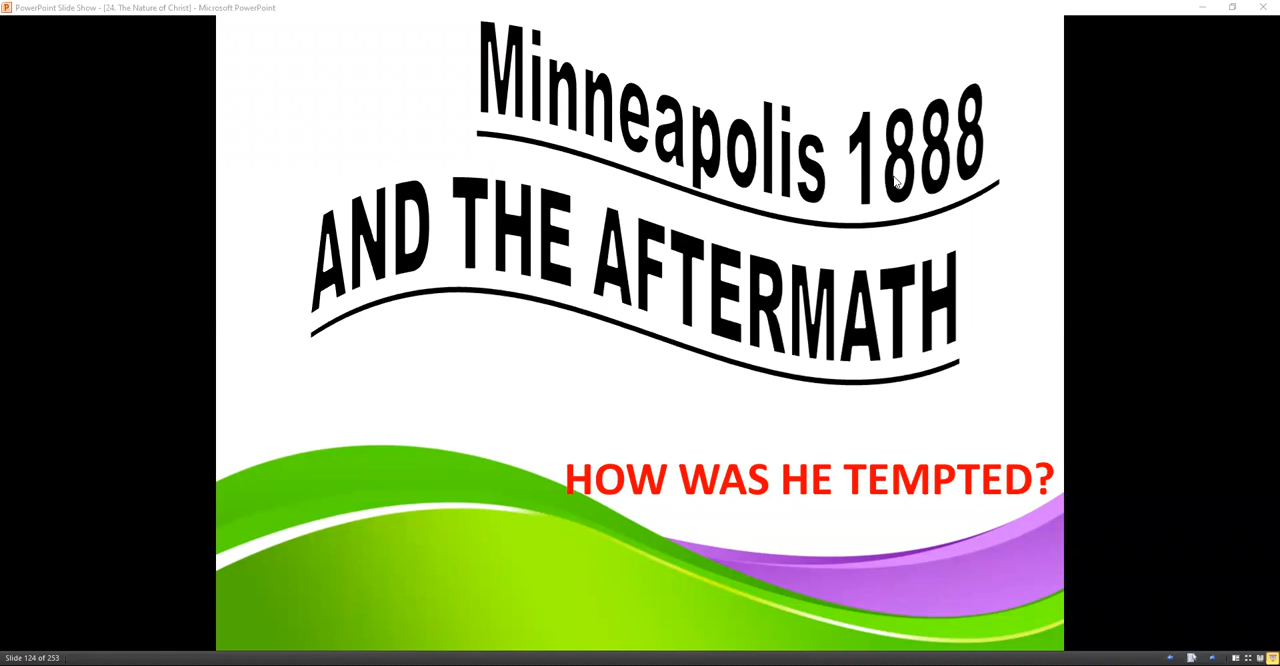 PowerPoint Slide Show - [24. The Nature of Christ] - Microsoft PowerPoint
Minneapolis 1888
AND THE AFTERMATH
HOW WAS HE TEMPTED?
Slide 124 of 253